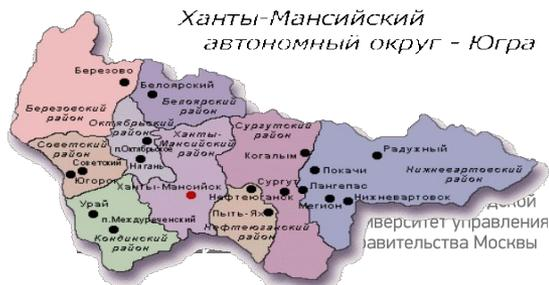 Ханты-Мансийский
автономный округ - Югра
Березово
Белоярский
Березовский
район
Белоярский
район
Октябрьский
район
п.Октябрьское
Нягань
Ханты-
Мансийский
район
Сургутский
район
Когалым
Радужный
Советский
район
Советский
Югорск
Покачи
Нижневартовский
район
Ханты-Мансийск
Сургут
Нефтеюганск
Лангепас
Мегион
Нижневартовск
Урай
п.Междуреченский
Кондинский
район
Пыть-Ях
Нефтеюганский
район
дской
иверситет управления
равительства Москвы